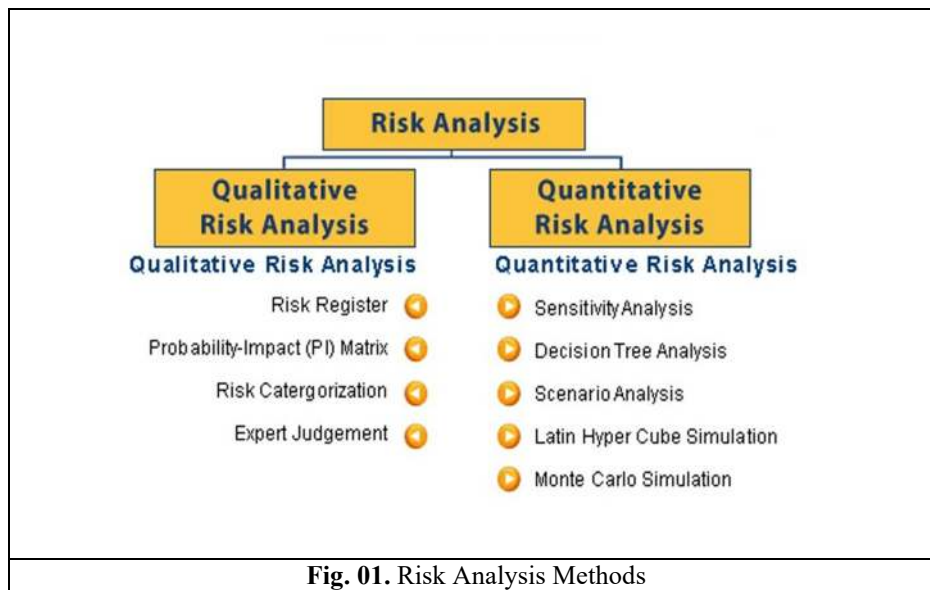 Risk Analysis
Qualitative
Risk Analysis
Quantitative
Risk Analysis
Qualitative Risk Analysis
Risk Register
Probability-Impact (PI) Matrix
Risk Catergorization
Expert Judgement
Quantitative Risk Analysis
Sensitivity Analysis
Decision Tree Analysis
Scenario Analysis
Latin Hyper Cube Simulation
Monte Carlo Simulation
Fig. 01. Risk Analysis Methods